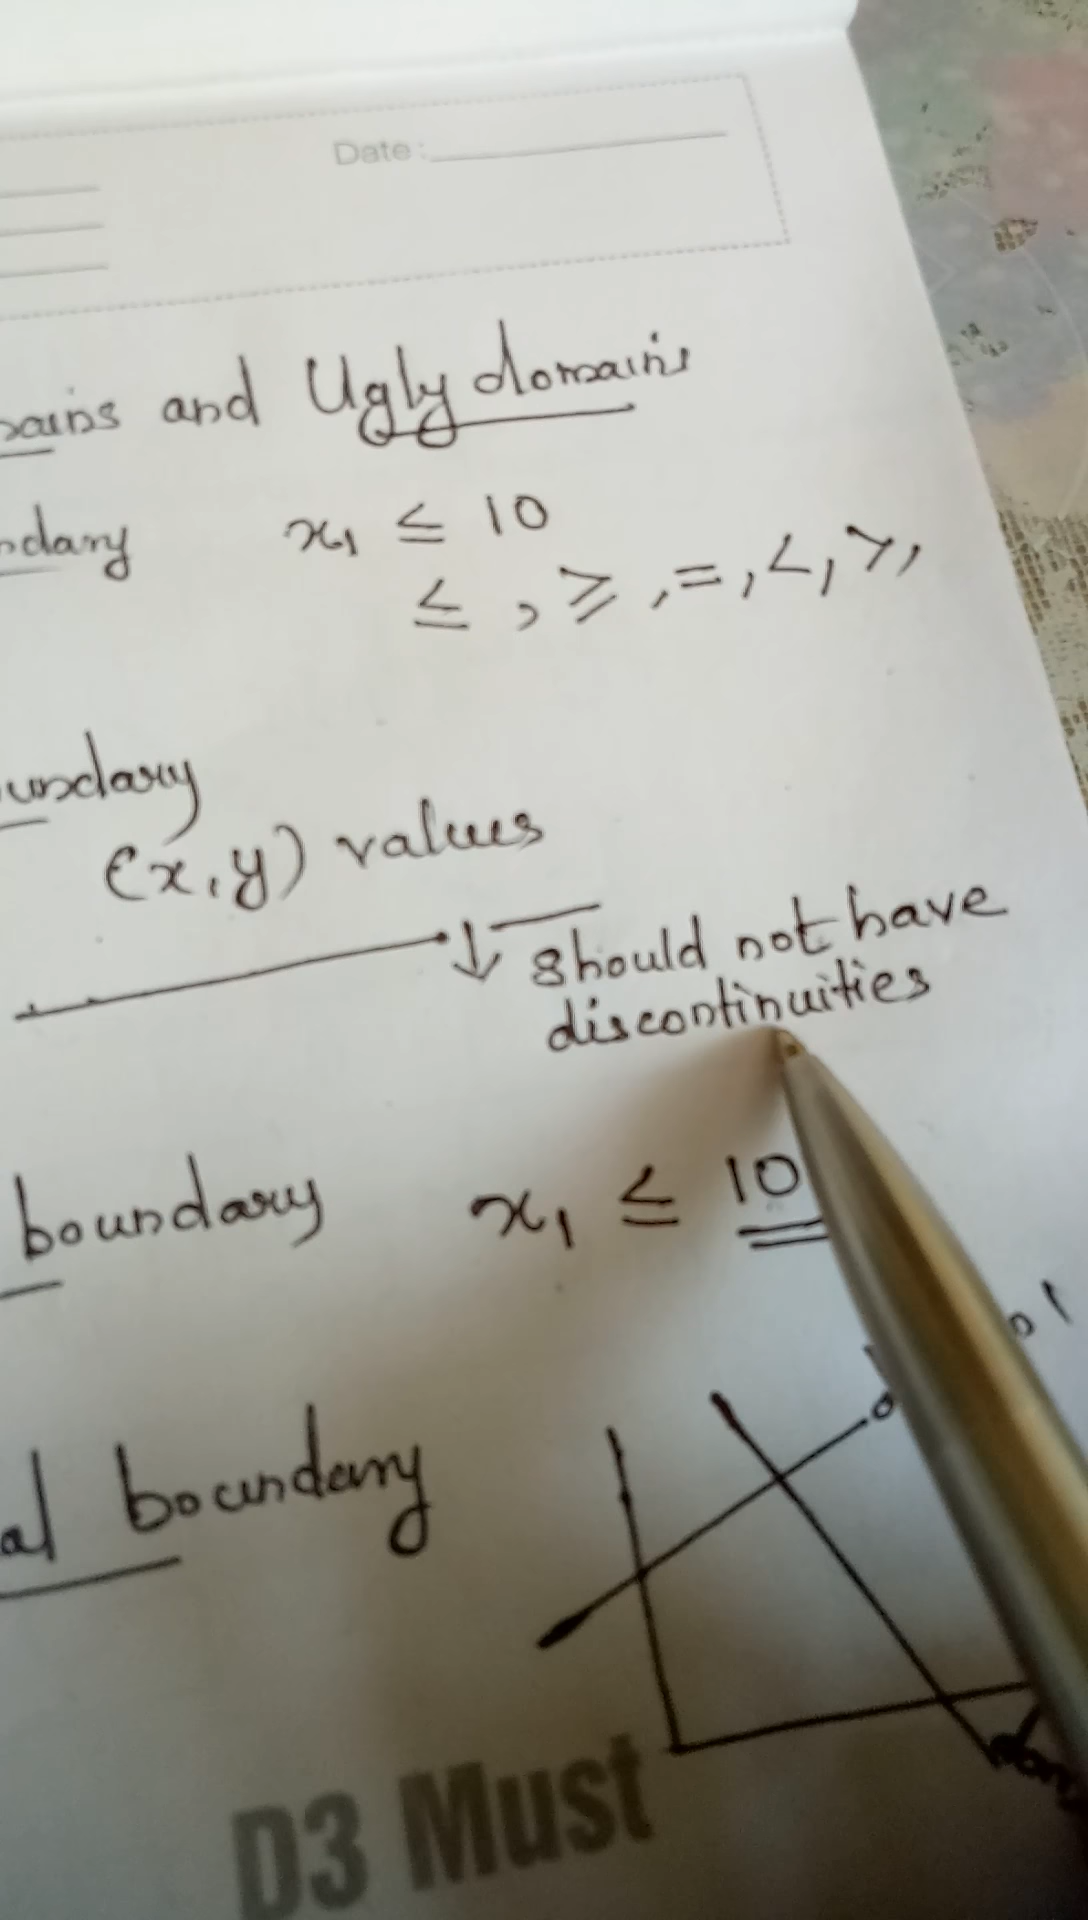 Date:
and Ugly domains
x₁ ≤ 10
≤, ≥, =, <, >,
(x, y) values
should not have
discontinuities
boundary x₁ ≤ 10
boundary
D3 Must